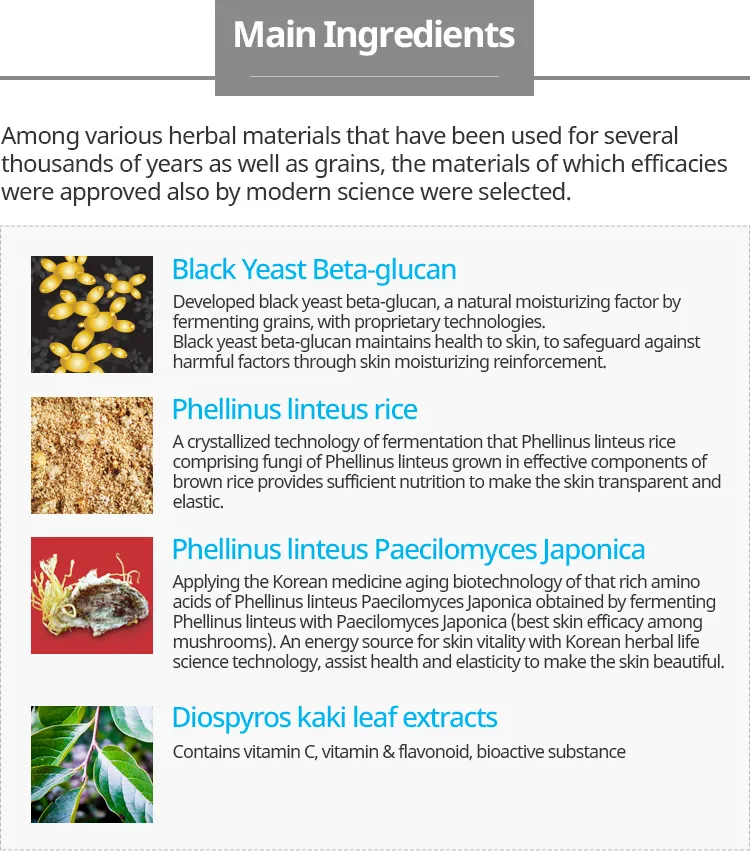 Main Ingredients
Among various herbal materials that have been used for several
thousands of years as well as grains, the materials of which efficacies
were approved also by modern science were selected.
Black Yeast Beta-glucan
Developed black yeast beta-glucan, a natural moisturizing factor by
fermenting grains, with proprietary technologies.
Black yeast beta-glucan maintains health to skin, to safeguard against
harmful factors through skin moisturizing reinforcement.
Phellinus linteus rice
A crystallized technology of fermentation that Phellinus linteus rice
comprising fungi of Phellinus linteus grown in effective components of
brown rice provides sufficient nutrition to make the skin transparent and
elastic.
Phellinus linteus Paecilomyces Japonica
Applying the Korean medicine aging biotechnology of that rich amino
acids of Phellinus linteus Paecilomyces Japonica obtained by fermenting
Phellinus linteus with Paecilomyces Japonica (best skin efficacy among
mushrooms). An energy source for skin vitality with Korean herbal life
science technology, assist health and elasticity to make the skin beautiful.
Diospyros kaki leaf extracts
Contains vitamin C, vitamin & flavonoid, bioactive substance